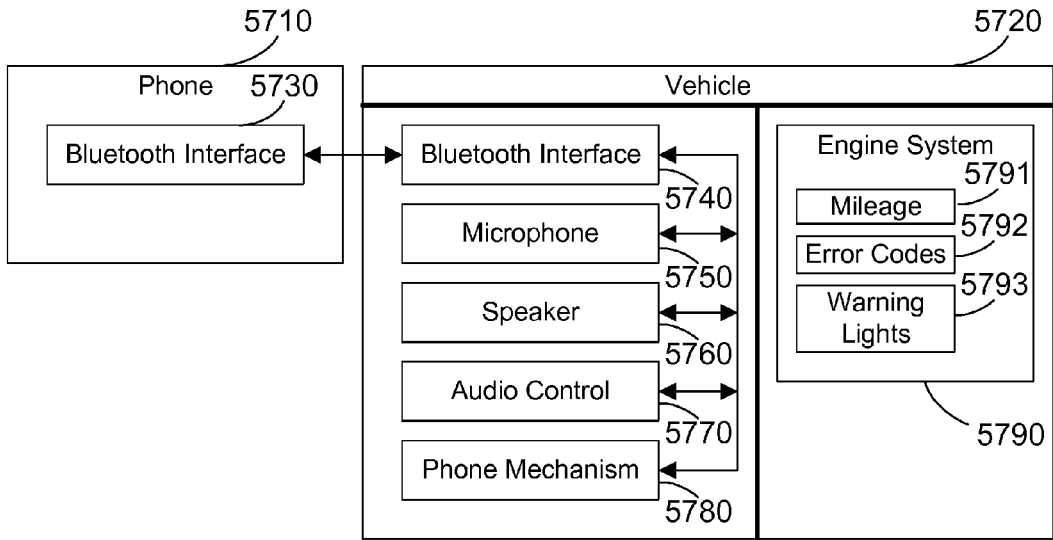 5710
5720
Phone
5730
Bluetooth Interface
Vehicle
Bluetooth Interface
5740
Microphone
5750
Speaker
5760
Audio Control
5770
Phone Mechanism
5780
Engine System
5791
Mileage
5792
Error Codes
5793
Warning
Lights
5790